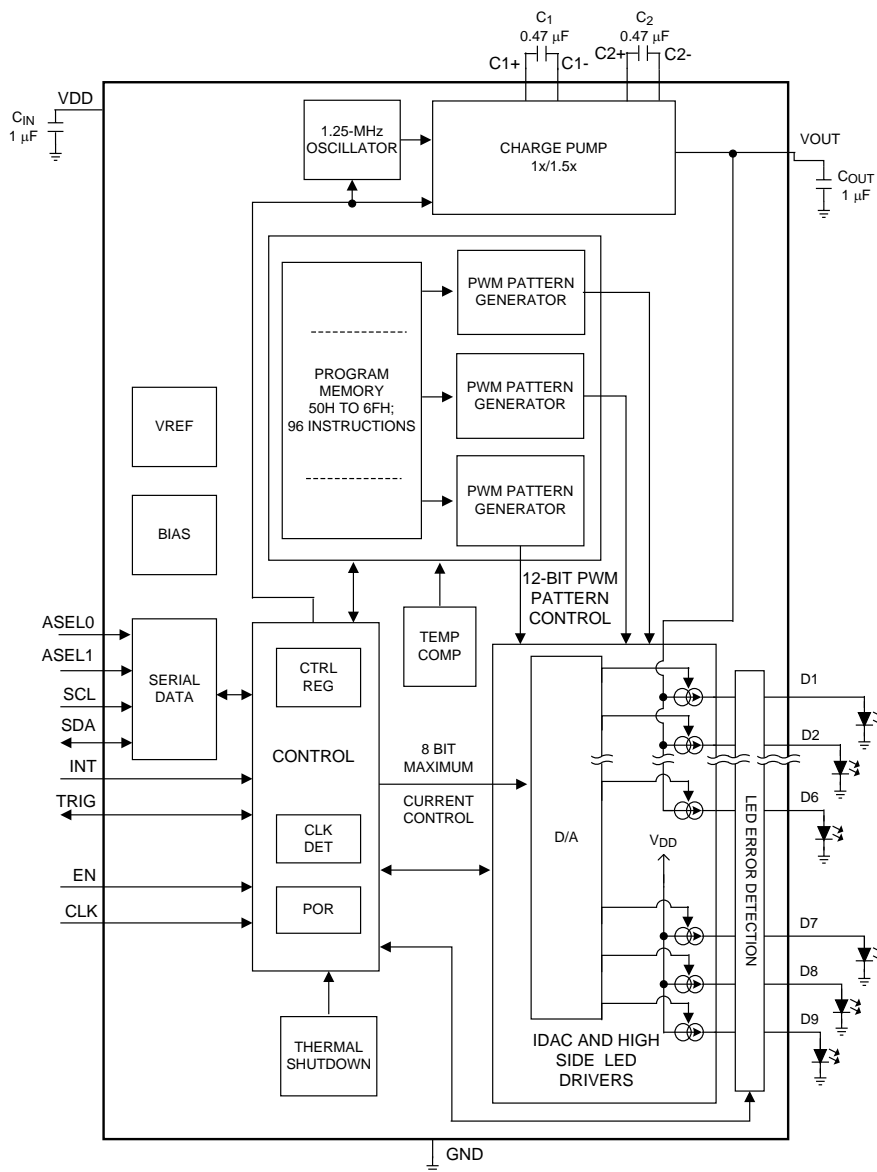 C1
0.47 μF
C2
0.47 μF
C1+
C1-
C2+
C2-
VDD
CIN
1 μF
1.25-MHz
OSCILLATOR
CHARGE PUMP
1x/1.5x
VOUT
COUT
1 μF
PROGRAM
MEMORY
50H TO 6FH;
96 INSTRUCTIONS
PWM PATTERN
GENERATOR
PWM PATTERN
GENERATOR
PWM PATTERN
GENERATOR
VREF
BIAS
12-BIT PWM
PATTERN
CONTROL
TEMP
COMP
ASEL0
ASEL1
SCL
SDA
INT
TRIG
EN
CLK
SERIAL
DATA
CTRL
REG
CONTROL
CLK
DET
POR
8 BIT
MAXIMUM
CURRENT
CONTROL
D/A
VDD
IDAC AND HIGH
SIDE LED
DRIVERS
LED ERROR DETECTION
D1
D2
D6
D7
D8
D9
THERMAL
SHUTDOWN
GND